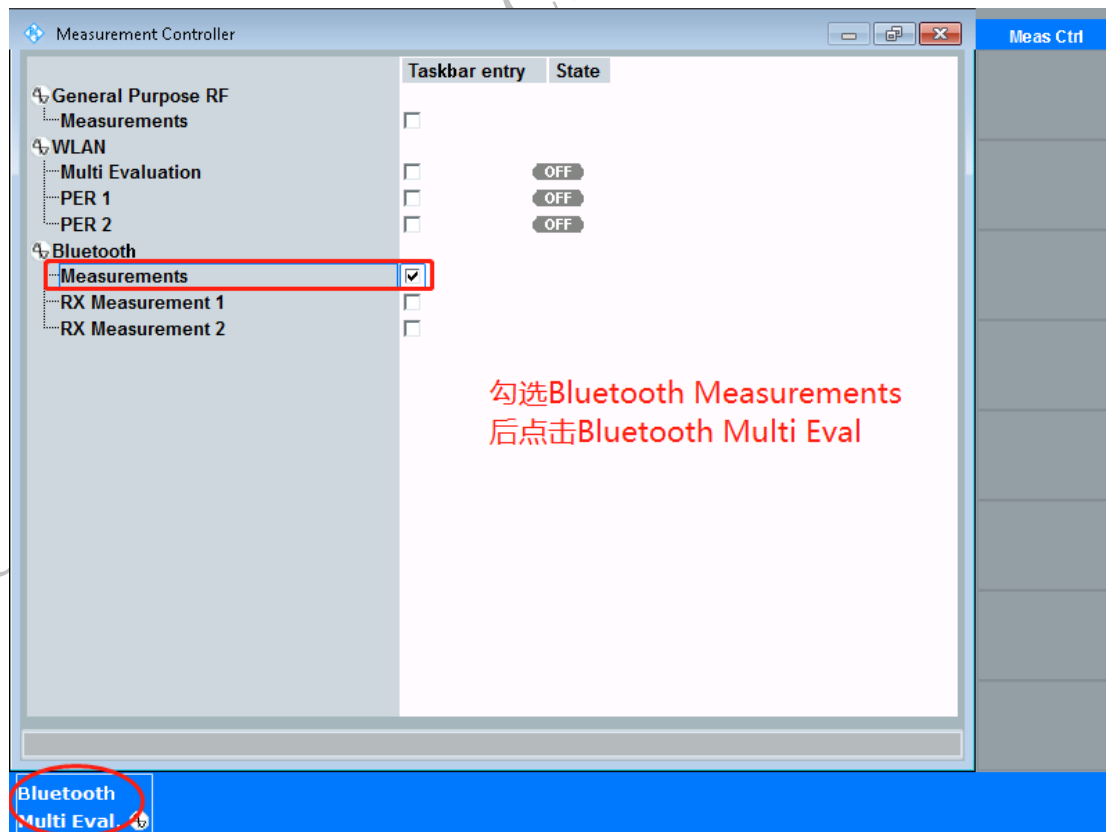 Measurement Controller
Meas Ctrl
Taskbar entry State
General Purpose RF
Measurements
WLAN
Multi Evaluation OFF
PER 1 OFF
PER 2 OFF
Bluetooth
Measurements
RX Measurement 1
RX Measurement 2
勾选Bluetooth Measurements
后点击Bluetooth Multi Eval
Bluetooth
Multi Eval.